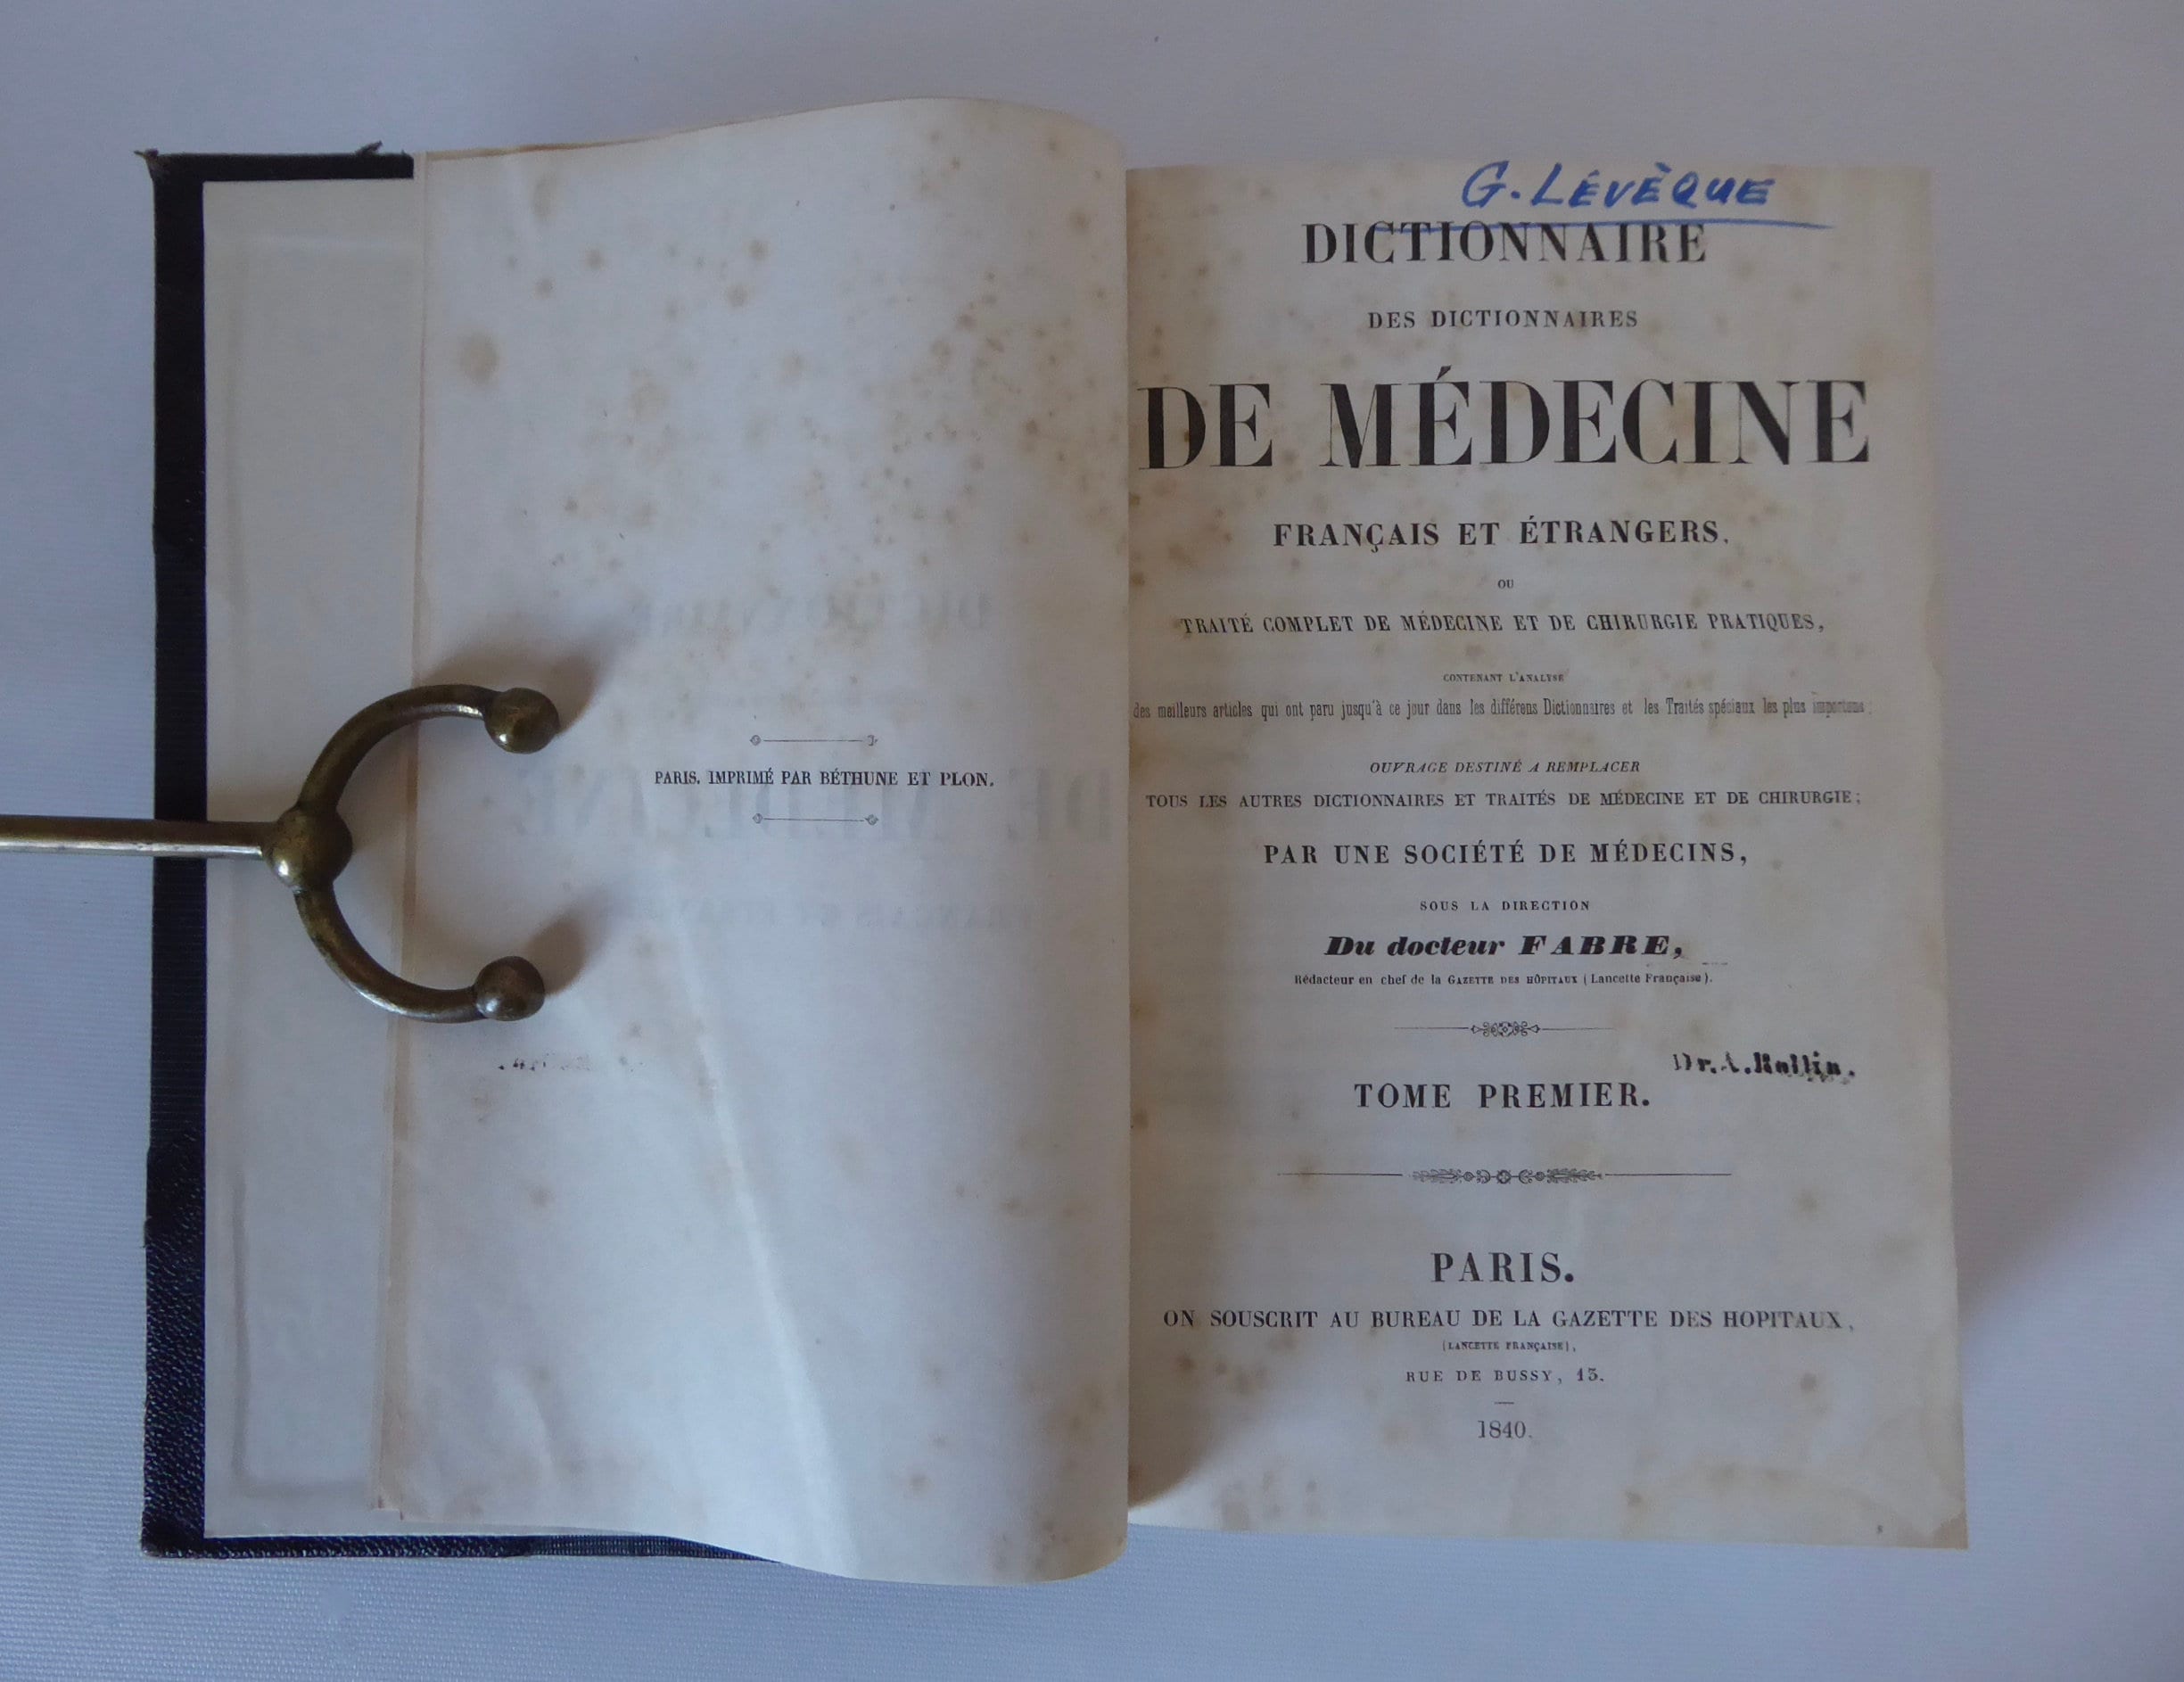 PARIS. IMPRIMÉ PAR BÉTHUNE ET PLON.
G. LÉVÈQUE
DICTIONNAIRE
DES DICTIONNAIRES
DE MÉDECINE
FRANÇAIS ET ÉTRANGERS,
OU
TRAITÉ COMPLET DE MÉDECINE ET DE CHIRURGIE PRATIQUES,
CONTENANT L'ANALYSE
des meilleurs articles qui ont paru jusqu'à ce jour dans les différens Dictionnaires et les Traités spéciaux les plus importans;
OUVRAGE DESTINÉ A REMPLACER
TOUS LES AUTRES DICTIONNAIRES ET TRAITÉS DE MÉDECINE ET DE CHIRURGIE;
PAR UNE SOCIÉTÉ DE MÉDECINS,
SOUS LA DIRECTION
Du docteur FABRE,
Rédacteur en chef de la GAZETTE DES HÔPITAUX (Lancette Française).
Dr. A. Rollin.
TOME PREMIER.
PARIS.
ON SOUSCRIT AU BUREAU DE LA GAZETTE DES HOPITAUX,
(LANCETTE FRANÇAISE),
RUE DE BUSSY, 13.
1840.